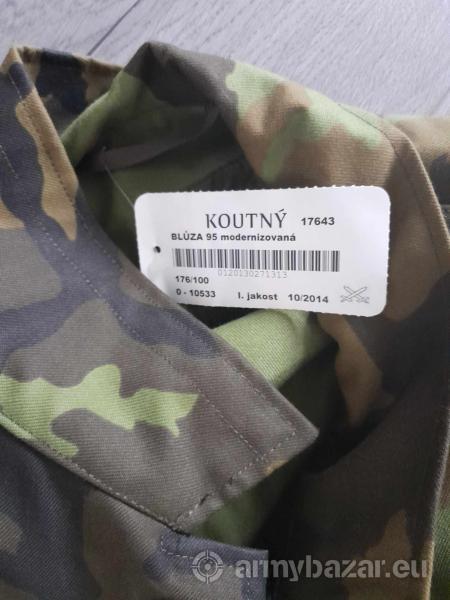 KOUTNÝ 17643
BLŮZA 95 modernizovaná
0120130271313
176/100
0 - 10533 I. jakost 10/2014
armybazar.eu